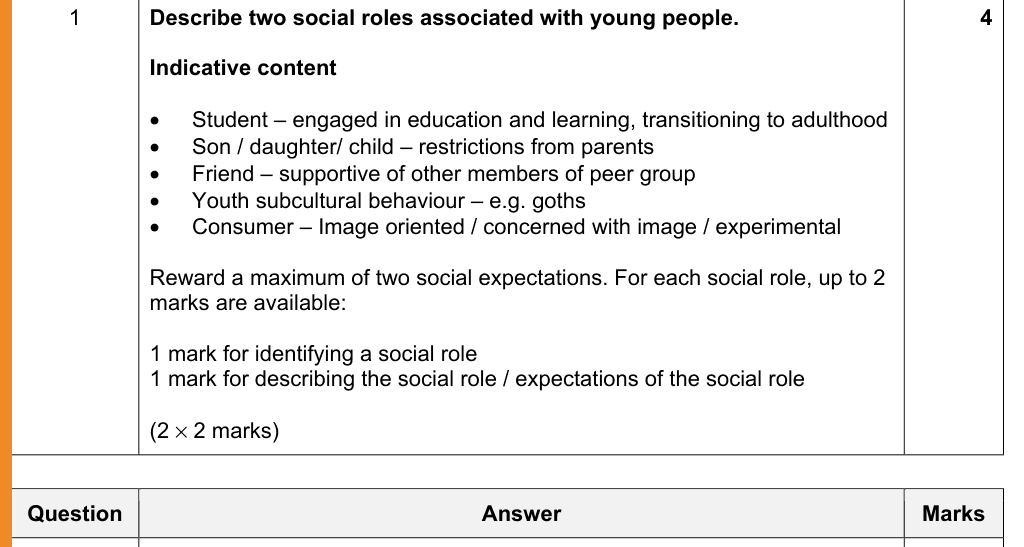 1 Describe two social roles associated with young people. 4
Indicative content
• Student – engaged in education and learning, transitioning to adulthood
• Son / daughter/ child – restrictions from parents
• Friend – supportive of other members of peer group
• Youth subcultural behaviour – e.g. goths
• Consumer – Image oriented / concerned with image / experimental
Reward a maximum of two social expectations. For each social role, up to 2
marks are available:
1 mark for identifying a social role
1 mark for describing the social role / expectations of the social role
(2 × 2 marks)
Question Answer Marks